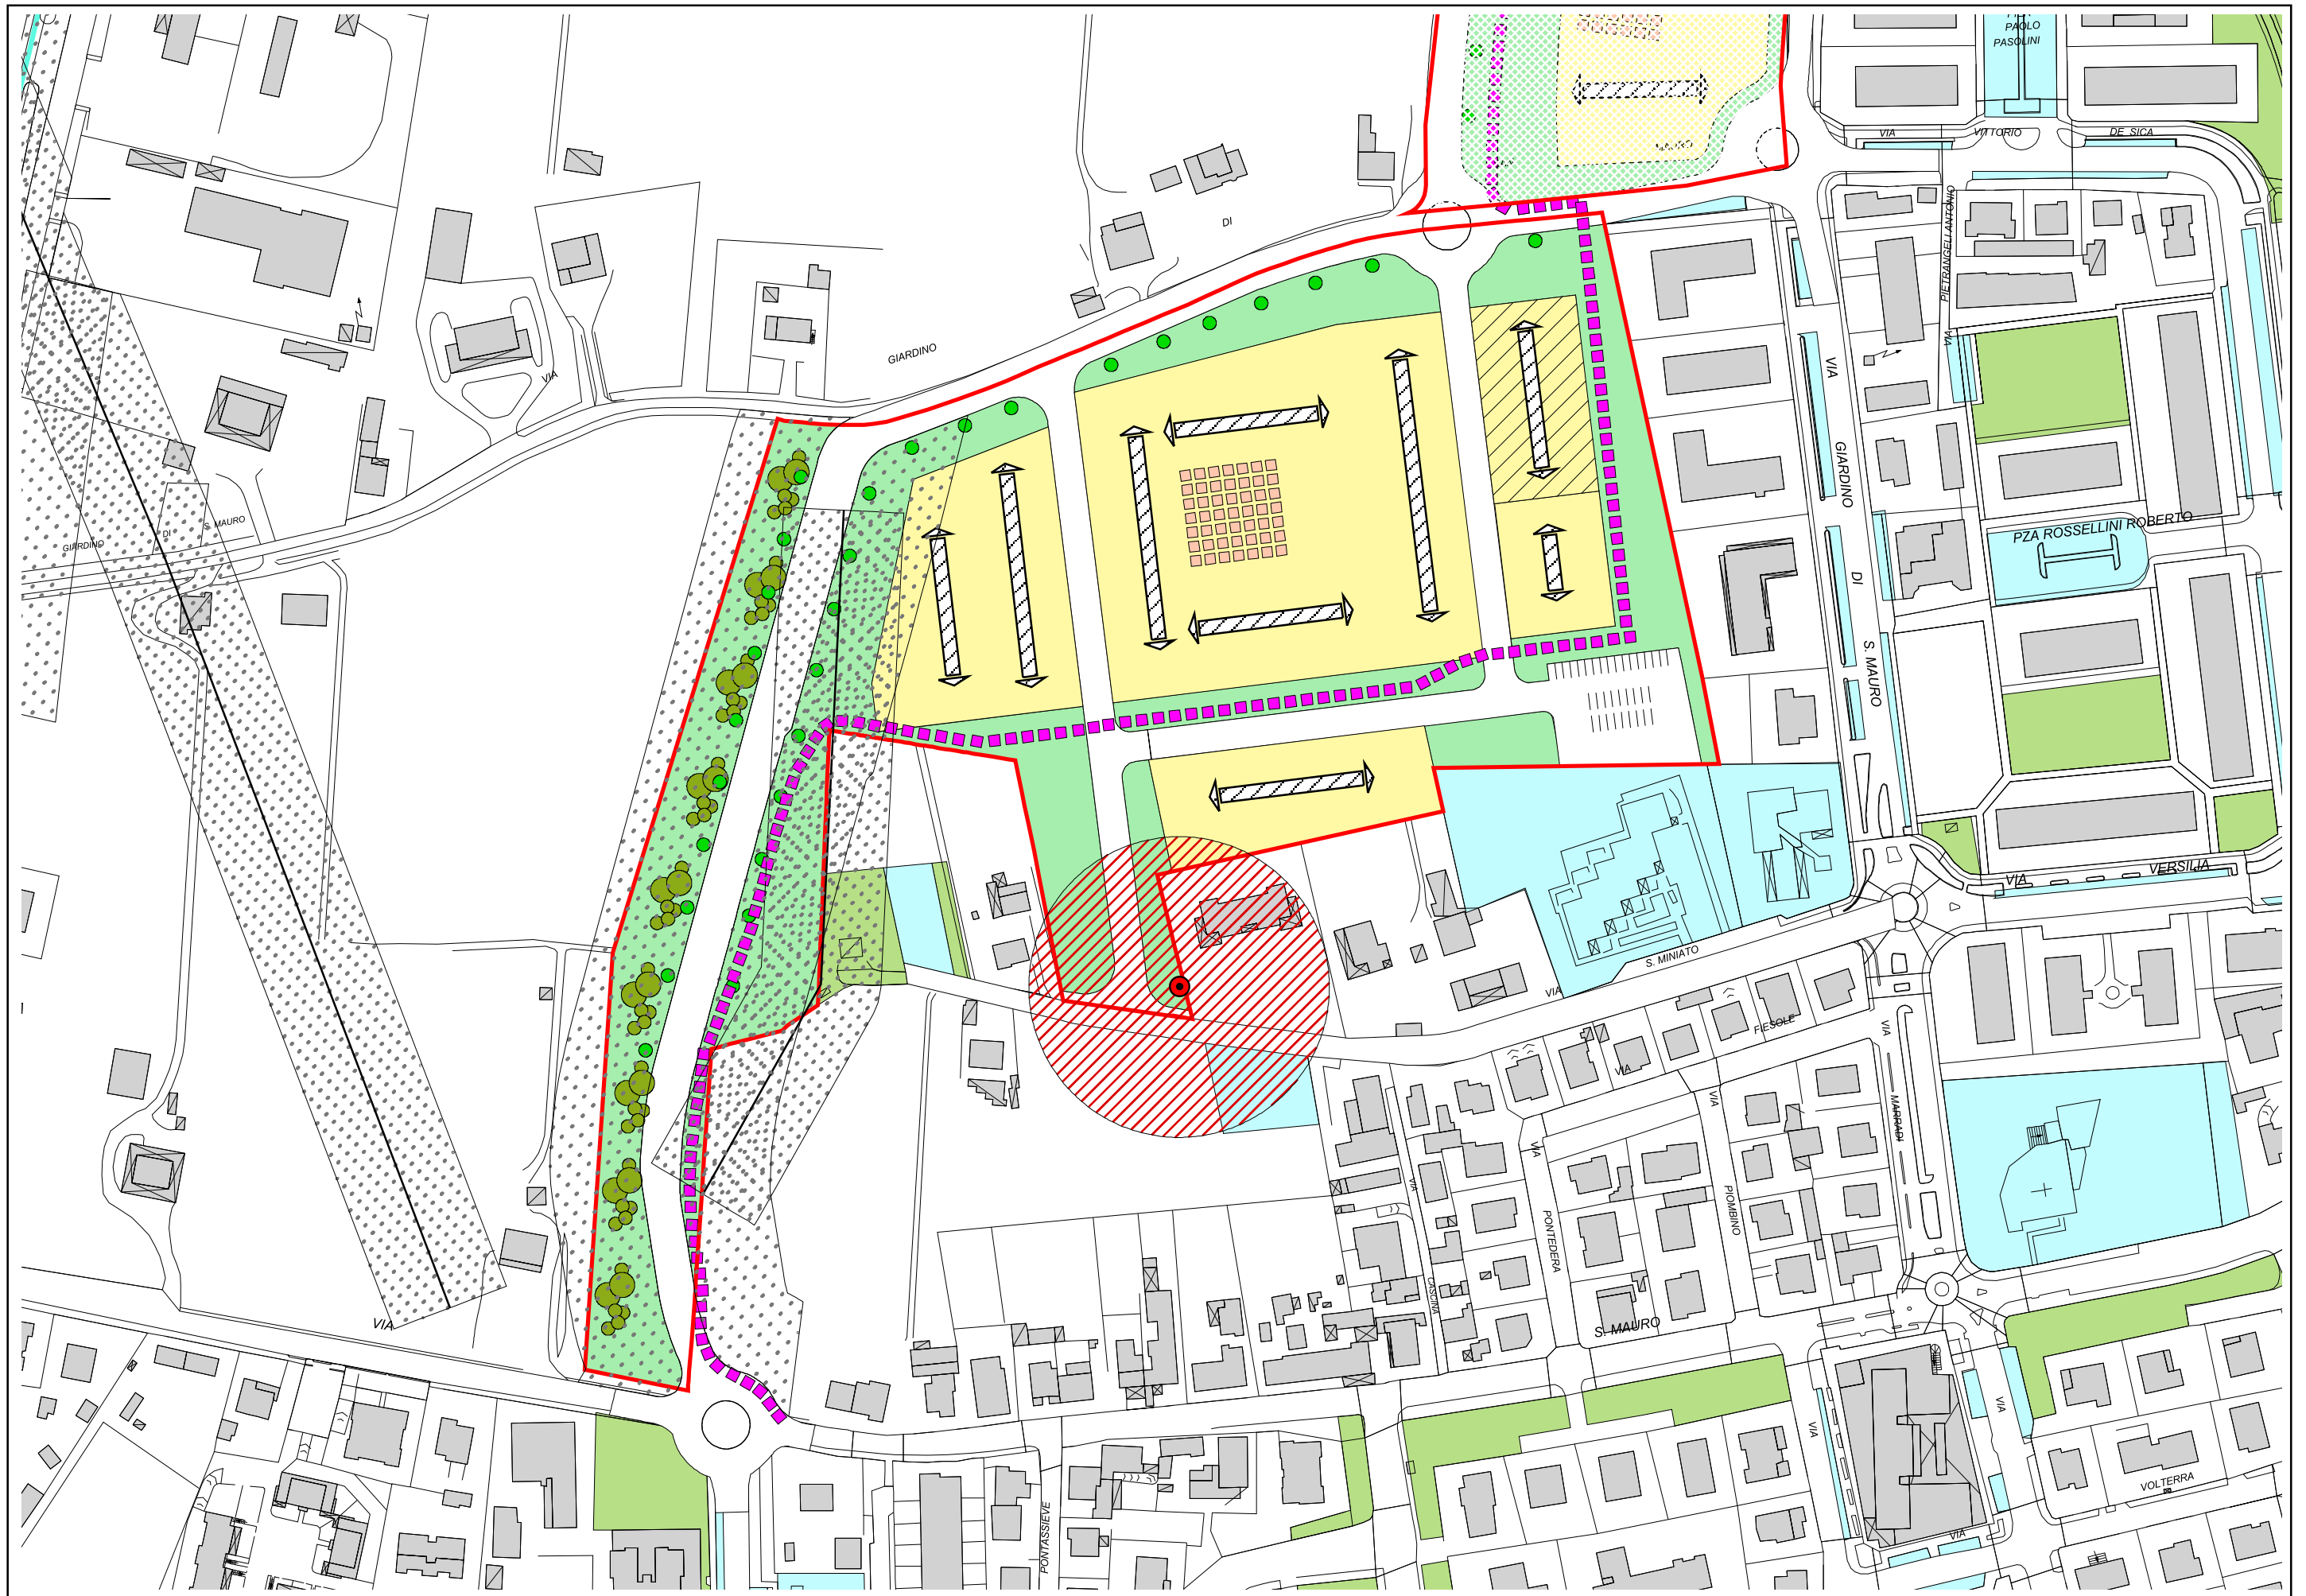 PAOLO
PASOLINI
VIA VITTORIO DE SICA
MAURO
DI
GIARDINO
VIA
PIETRANGELI ANTONIO
VIA
VIA
GIARDINO
DI
S. MAURO
PZA ROSSELLINI ROBERTO
S. MAURO
DI
GIARDINO
VIA VERSILIA
S. MINIATO
VIA
FIESOLE
VIA
VIA
MARRADI
VIA
PIOMBINO
VIA
PONTEDERA
VIA
CASCINA
S. MAURO
VIA
VIA
VIA
VOLTERRA
VIA
PONTASSIEVE